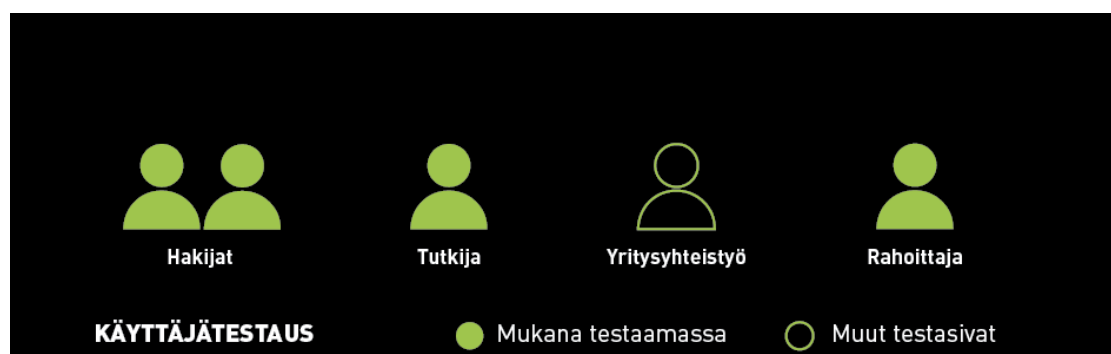 Hakijat Tutkija Yritysyhteistyö Rahoittaja
KÄYTTÄJÄTESTAUS Mukana testaamassa Muut testasivat